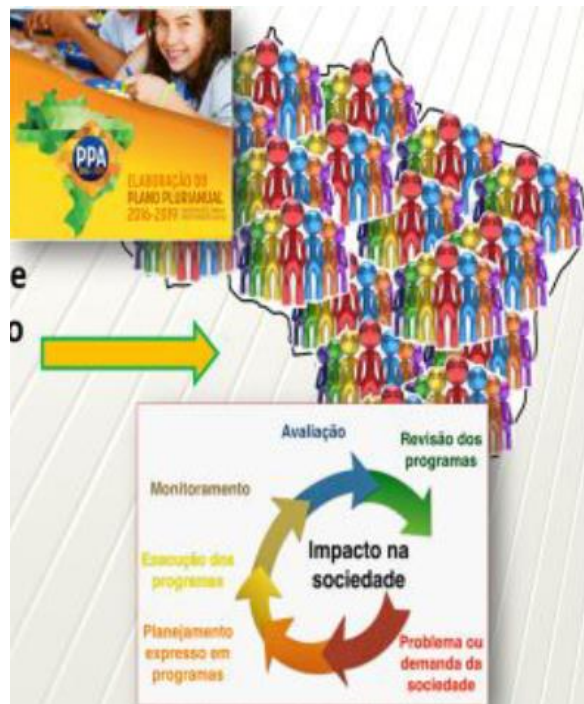 PPA
ELABORAÇÃO DO
PLANO PLURIANUAL
2016-2019
e
o
Avaliação
Revisão dos
programas
Monitoramento
Impacto na
sociedade
Execução dos
programas
Planejamento
expresso em
programas
Problema ou
demanda da
sociedade